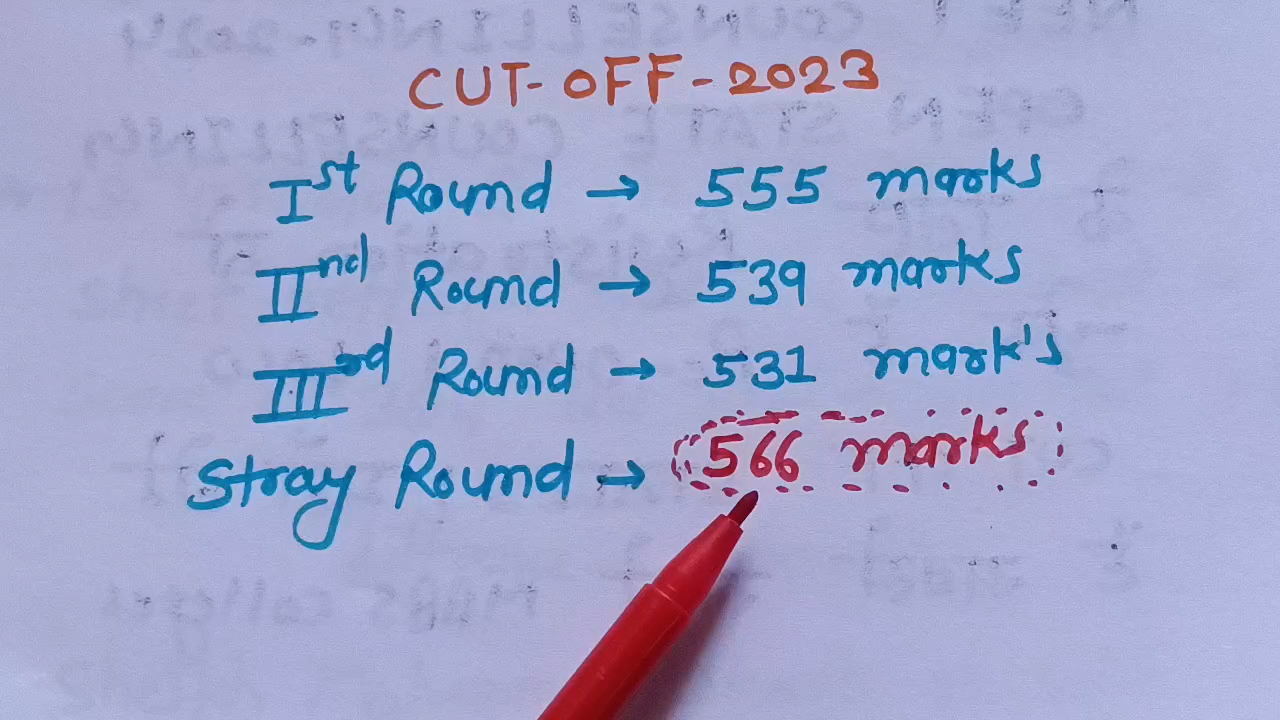 CUT-OFF-2023
Ist Round → 555 marks
IInd Round → 539 marks
IIIrd Round → 531 mark's
Stray Round → 566 marks